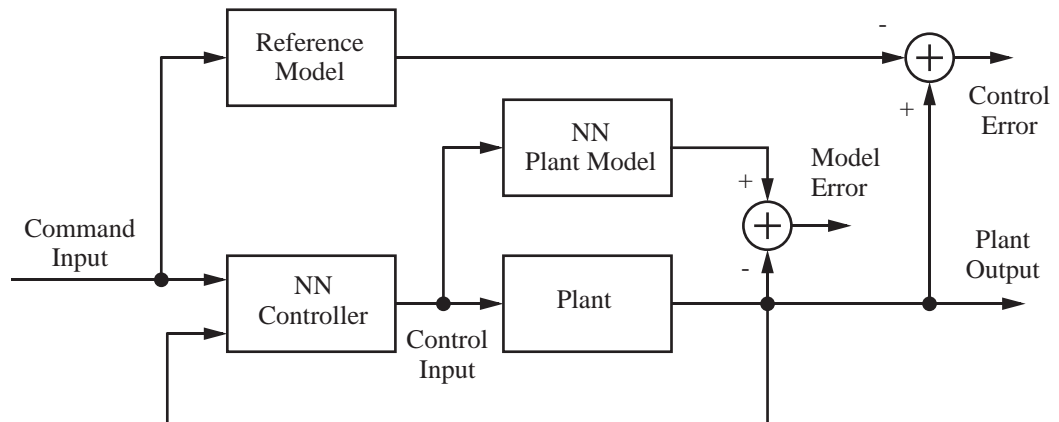 Reference
Model
-
+
Control
Error
NN
Plant Model
Model
Error
+
-
Command
Input
Plant
Output
NN
Controller
Plant
Control
Input